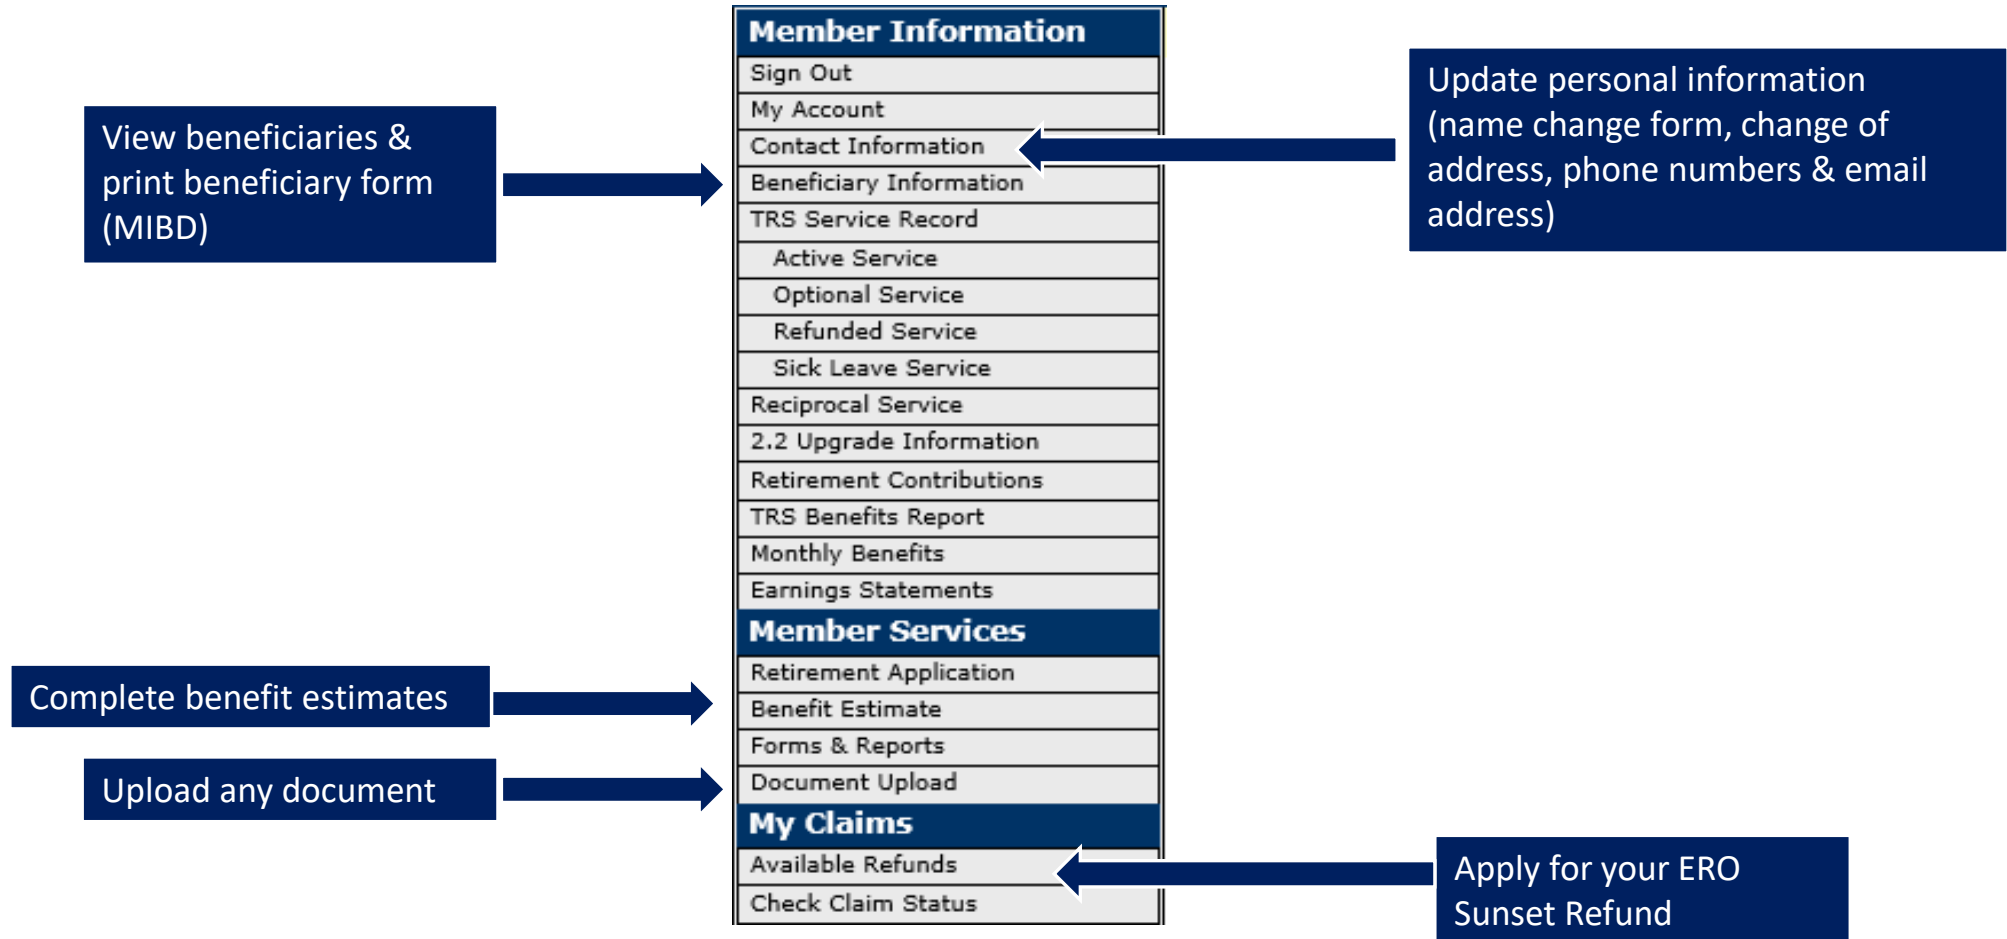 Member Information
Sign Out
My Account
Contact Information
Beneficiary Information
TRS Service Record
Active Service
Optional Service
Refunded Service
Sick Leave Service
Reciprocal Service
2.2 Upgrade Information
Retirement Contributions
TRS Benefits Report
Monthly Benefits
Earnings Statements
Member Services
Retirement Application
Benefit Estimate
Forms & Reports
Document Upload
My Claims
Available Refunds
Check Claim Status
View beneficiaries &
print beneficiary form
(MIBD)
Complete benefit estimates
Upload any document
Update personal information
(name change form, change of
address, phone numbers & email
address)
Apply for your ERO
Sunset Refund